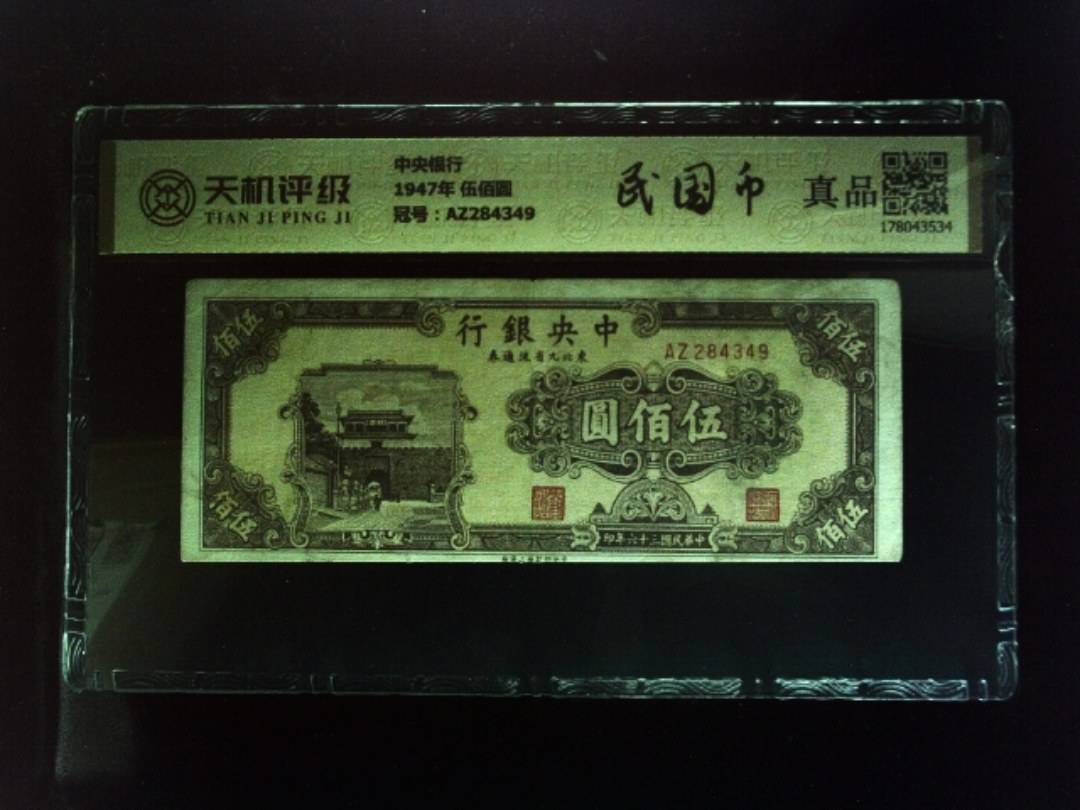 天机评级
TIAN JI PING JI
中央银行
1947年 伍佰圆
冠号：AZ284349
民国币
真品
178043534
中央銀行
東北九省流通券
AZ 284349
伍佰
伍佰
伍佰圓
伍佰
伍佰
中華民國三十六年印